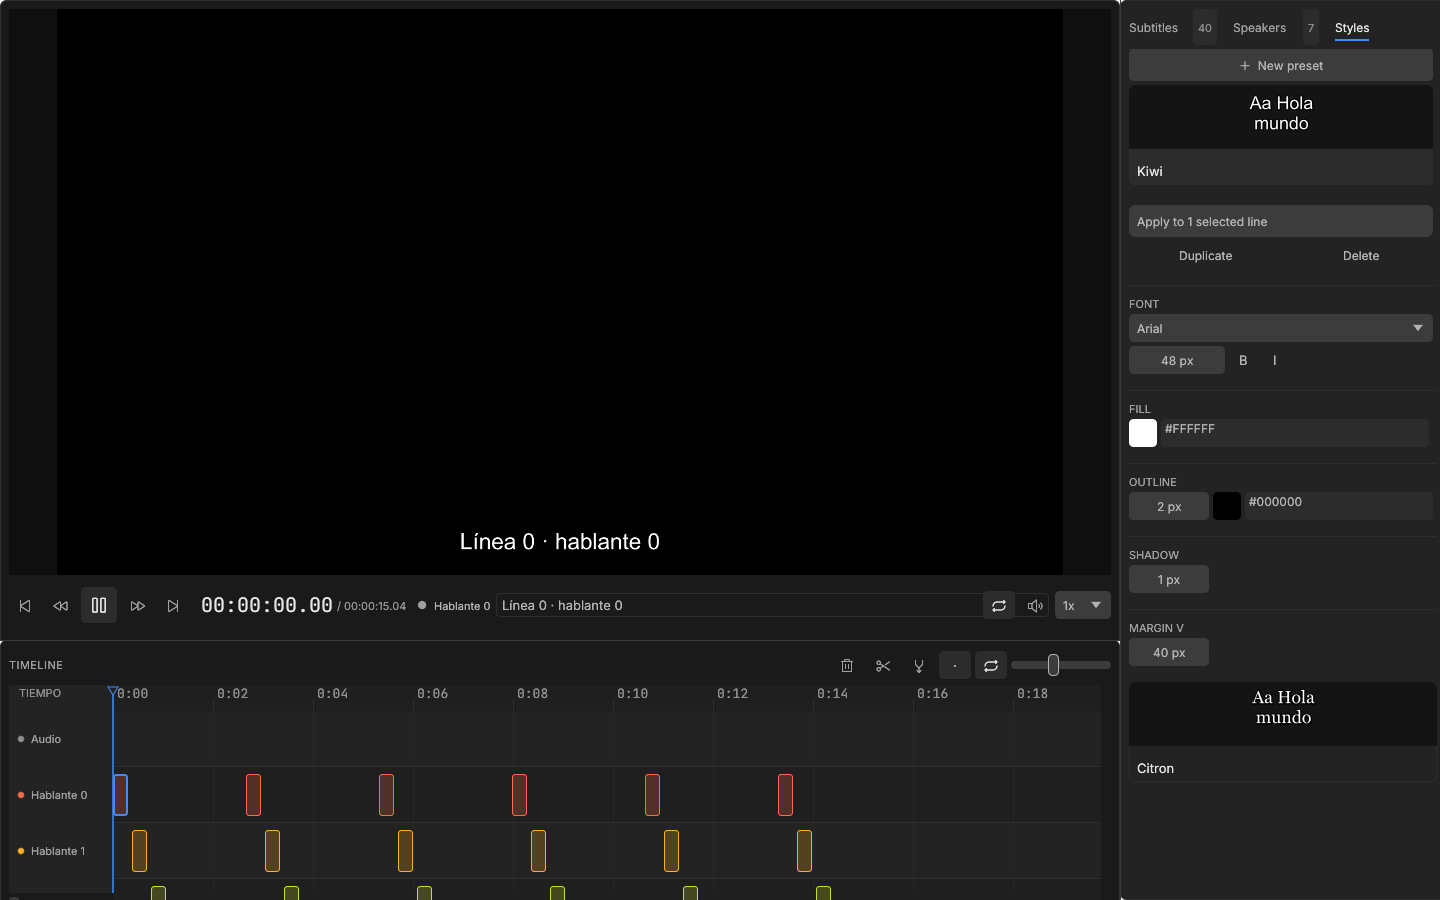 Subtitles 40 Speakers 7 Styles
New preset
Aa Hola
mundo
Kiwi
Apply to 1 selected line
Duplicate Delete
FONT
Arial
48 px B I
FILL
#FFFFFF
OUTLINE
2 px #000000
SHADOW
1 px
MARGIN V
40 px
Aa Hola
mundo
Citron
Línea 0 · hablante 0
00:00:00.00 / 00:00:15.04 Hablante 0 Línea 0 · hablante 0 1x
TIMELINE
TIEMPO 0:00 0:02 0:04 0:06 0:08 0:10 0:12 0:14 0:16 0:18
Audio
Hablante 0
Hablante 1